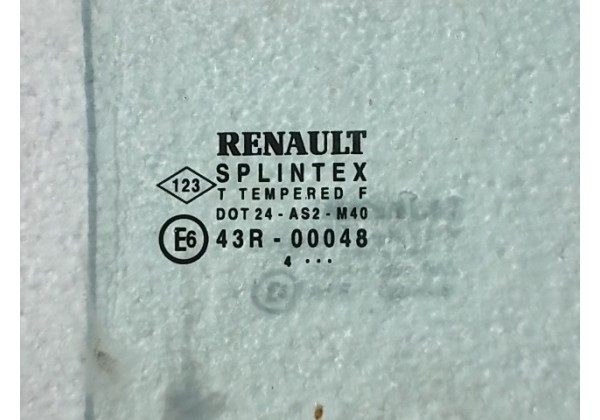 RENAULT
SPLINTEX
123
T TEMPERED F
DOT 24 - AS2 - M40
E6 43R - 00048
4 ...